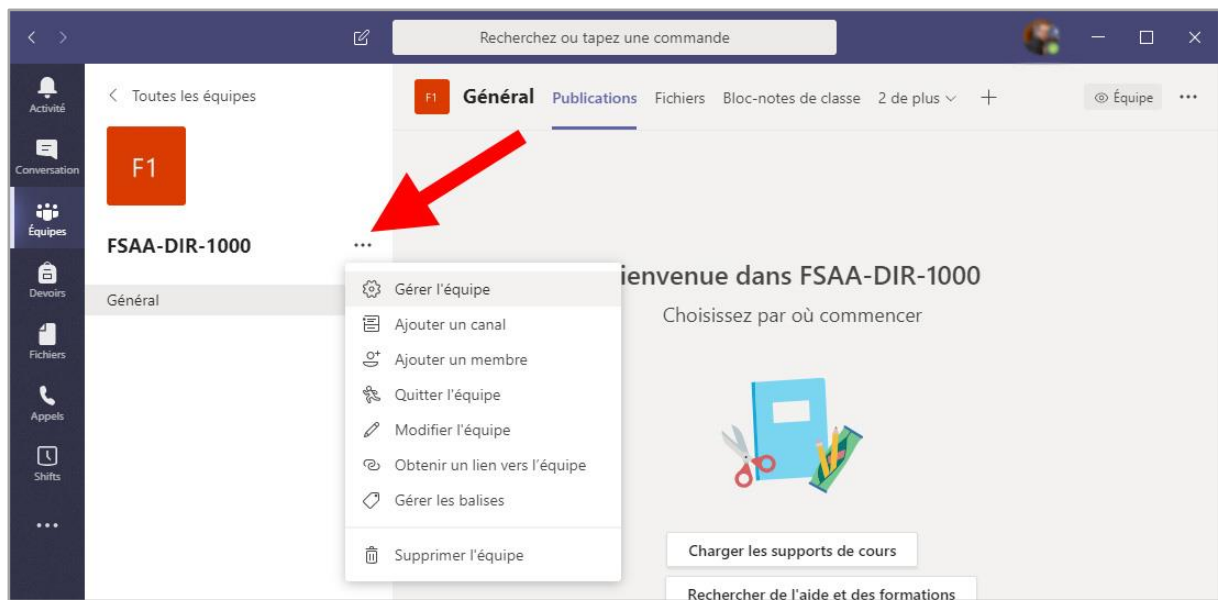 Recherchez ou tapez une commande
Activité
Conversation
Équipes
Devoirs
Fichiers
Appels
Shifts
Toutes les équipes
F1
FSAA-DIR-1000
Général
F1 Général Publications Fichiers Bloc-notes de classe 2 de plus
Équipe
Gérer l'équipe
Ajouter un canal
Ajouter un membre
Quitter l'équipe
Modifier l'équipe
Obtenir un lien vers l'équipe
Gérer les balises
Supprimer l'équipe
ienvenue dans FSAA-DIR-1000
Choisissez par où commencer
Charger les supports de cours
Rechercher de l'aide et des formations